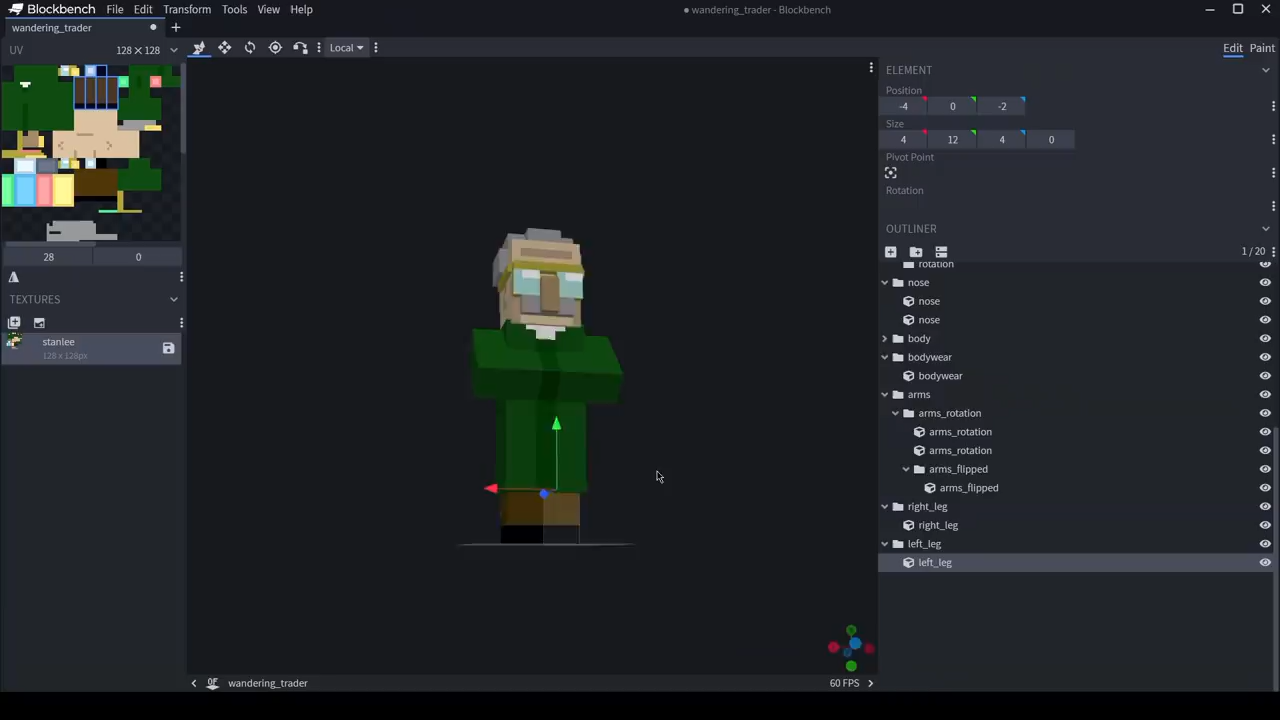 Blockbench File Edit Transform Tools View Help
wandering_trader - Blockbench
wandering_trader
UV 128 × 128
Local
Edit Paint
28 0
TEXTURES
stanlee
128 x 128px
ELEMENT
Position
-4 0 -2
Size
4 12 4 0
Pivot Point
Rotation
OUTLINER
1 / 20
rotation
nose
nose
nose
body
bodywear
bodywear
arms
arms_rotation
arms_rotation
arms_rotation
arms_flipped
arms_flipped
right_leg
right_leg
left_leg
left_leg
0F wandering_trader 60 FPS